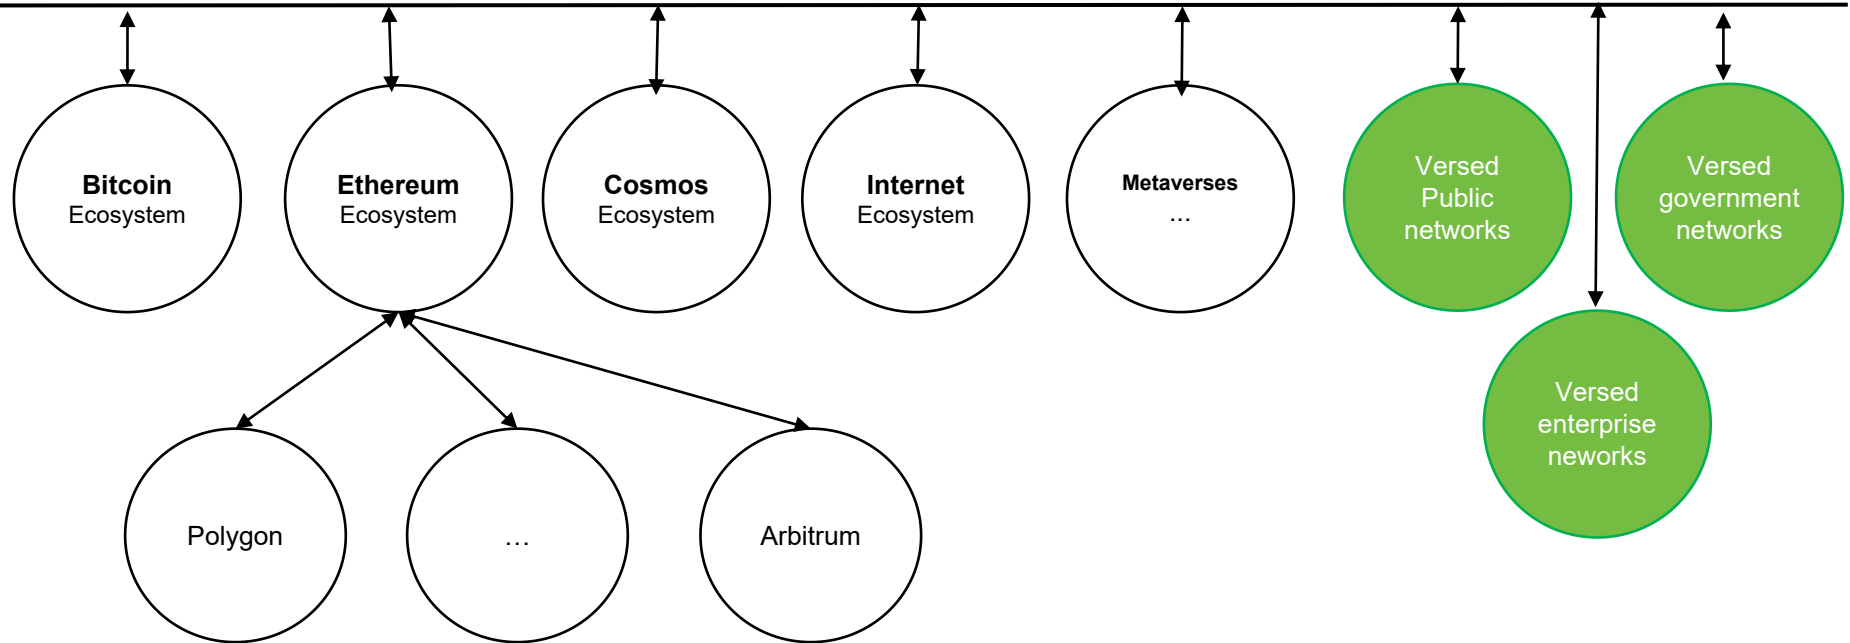 Bitcoin
Ecosystem
Ethereum
Ecosystem
Cosmos
Ecosystem
Internet
Ecosystem
Metaverses
...
Versed
Public
networks
Versed
government
networks
Versed
enterprise
neworks
Polygon
...
Arbitrum